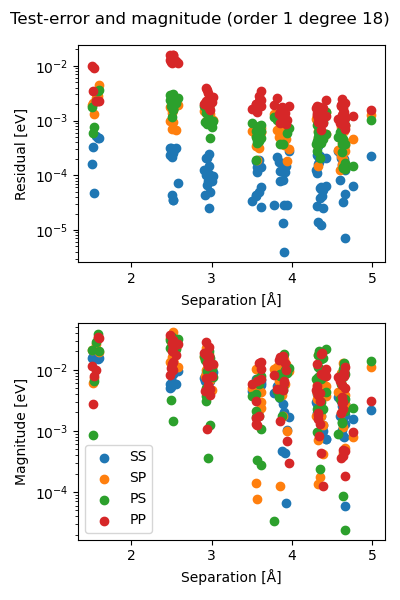 Test-error and magnitude (order 1 degree 18)
10⁻²
10⁻³
10⁻⁴
10⁻⁵
Residual [eV]
2 3 4 5
Separation [Å]
10⁻²
10⁻³
10⁻⁴
Magnitude [eV]
SS
SP
PS
PP
2 3 4 5
Separation [Å]